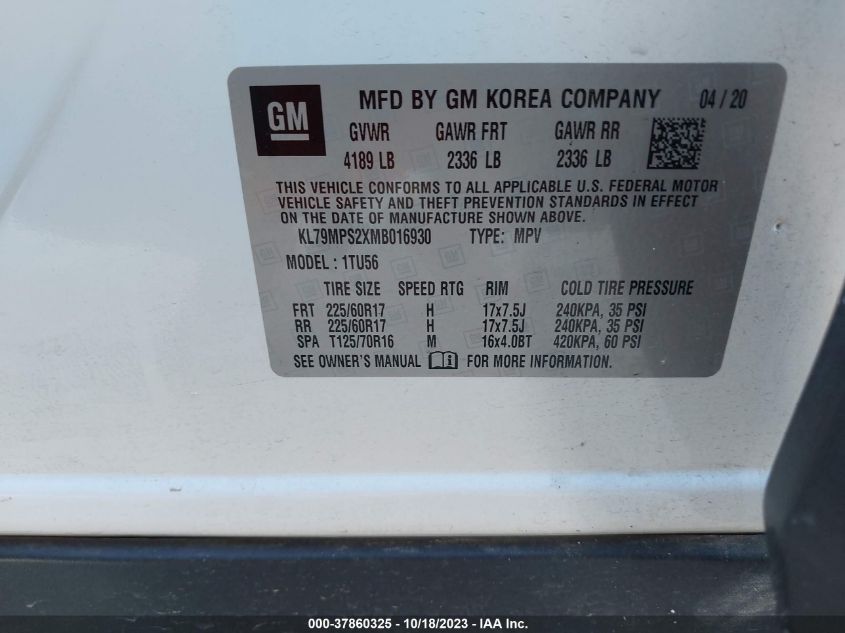 GM MFD BY GM KOREA COMPANY 04/20
GVWR GAWR FRT GAWR RR
4189 LB 2336 LB 2336 LB
THIS VEHICLE CONFORMS TO ALL APPLICABLE U.S. FEDERAL MOTOR
VEHICLE SAFETY AND THEFT PREVENTION STANDARDS IN EFFECT
ON THE DATE OF MANUFACTURE SHOWN ABOVE.
KL79MPS2XMB016930 TYPE: MPV
MODEL : 1TU56
TIRE SIZE SPEED RTG RIM COLD TIRE PRESSURE
FRT 225/60R17 H 17x7.5J 240KPA, 35 PSI
RR 225/60R17 H 17x7.5J 240KPA, 35 PSI
SPA T125/70R16 M 16x4.0BT 420KPA, 60 PSI
SEE OWNER'S MANUAL FOR MORE INFORMATION.
000-37860325 - 10/18/2023 - IAA Inc.